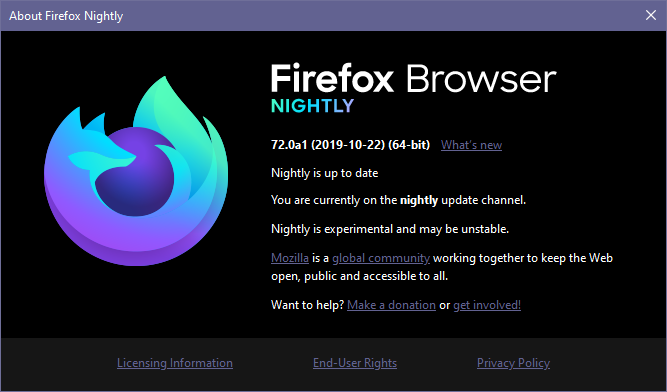 About Firefox Nightly
Firefox Browser
NIGHTLY
72.0a1 (2019-10-22) (64-bit) What's new
Nightly is up to date
You are currently on the nightly update channel.
Nightly is experimental and may be unstable.
Mozilla is a global community working together to keep the Web
open, public and accessible to all.
Want to help? Make a donation or get involved!
Licensing Information End-User Rights Privacy Policy